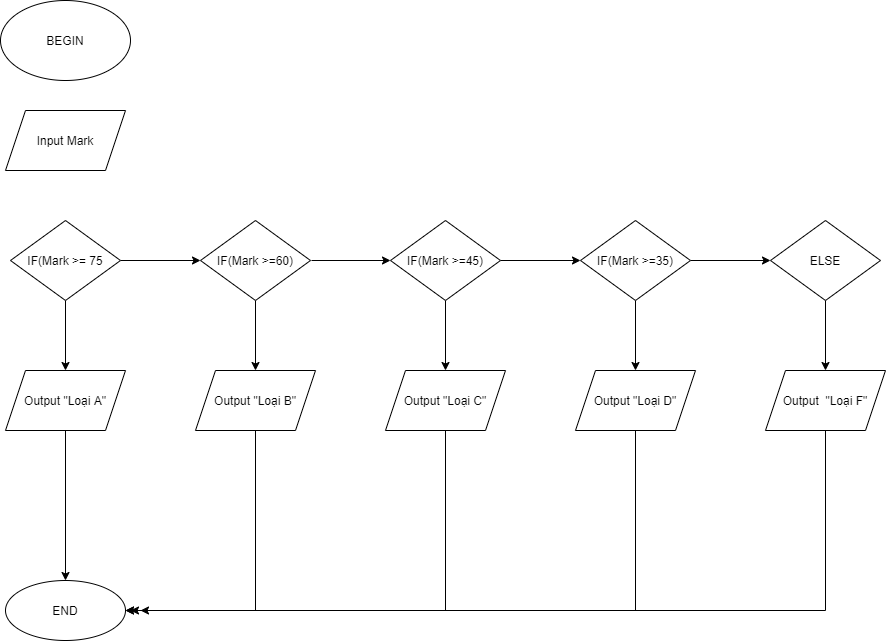 BEGIN
Input Mark
IF(Mark >= 75
IF(Mark >=60)
IF(Mark >=45)
IF(Mark >=35)
ELSE
Output "Loại A"
Output "Loại B"
Output "Loại C"
Output "Loại D"
Output  "Loại F"
END